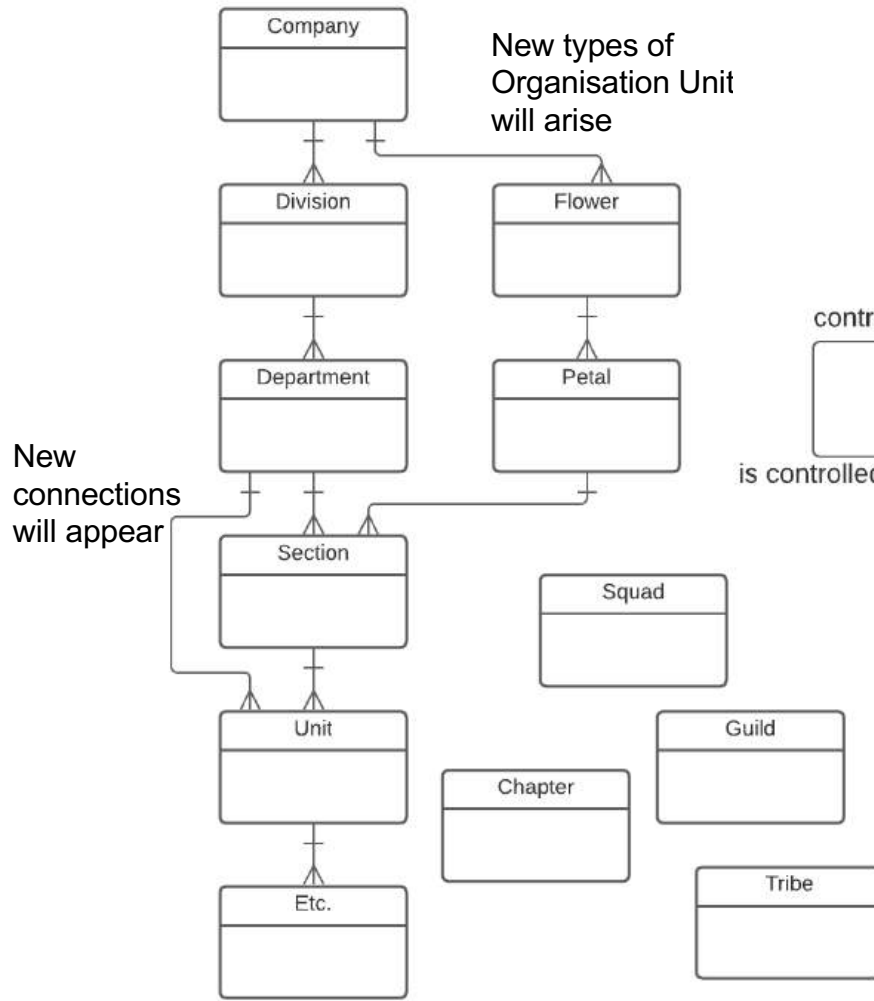 Company
New types of
Organisation Unit
will arise
Division
Flower
Department
Petal
New
connections
will appear
Section
Squad
Unit
Guild
Chapter
Tribe
Etc.